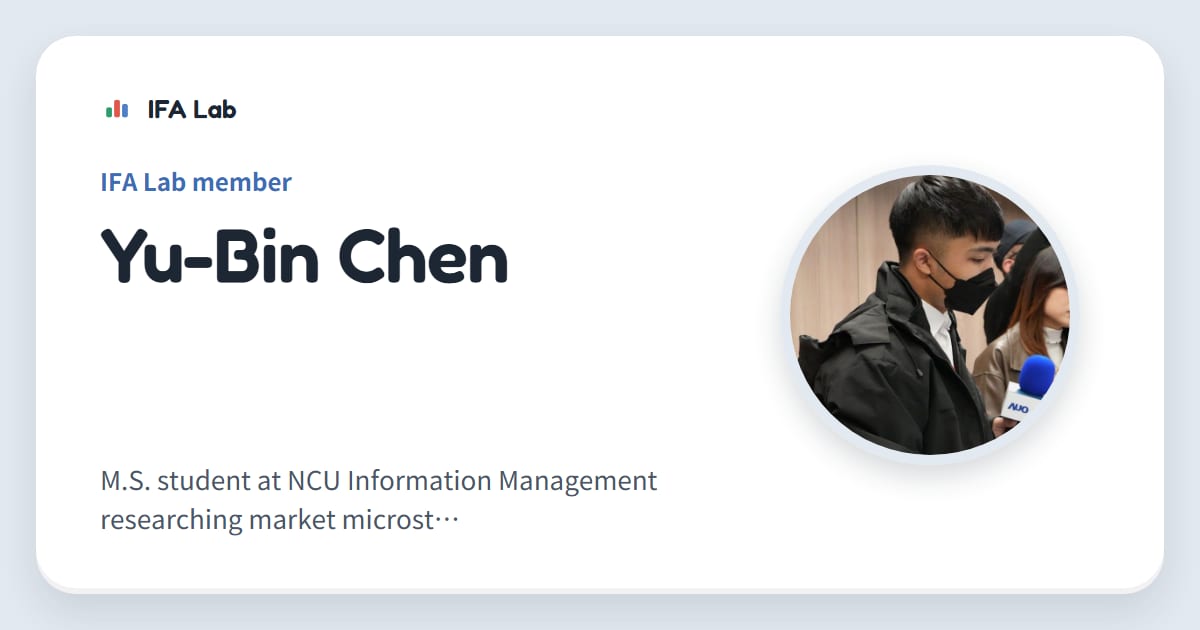 IFA Lab
IFA Lab member
Yu-Bin Chen
M.S. student at NCU Information Management
researching market microst…
AUO